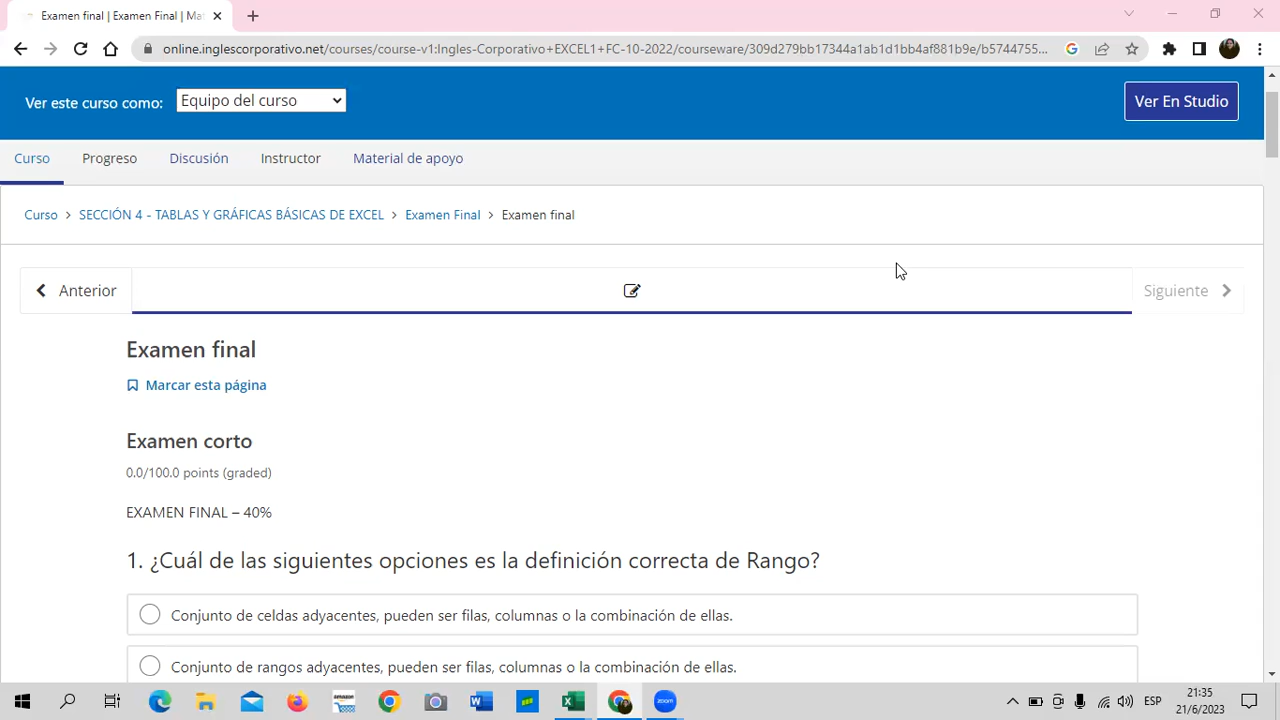 Examen final | Examen Final | Ma
online.inglescorporativo.net/courses/course-v1:Ingles-Corporativo+EXCEL1+FC-10-2022/courseware/309d279bb17344a1ab1d1bb4af881b9e/b5744755...
Ver este curso como: Equipo del curso
Ver En Studio
Curso Progreso Discusión Instructor Material de apoyo
Curso > SECCIÓN 4 - TABLAS Y GRÁFICAS BÁSICAS DE EXCEL > Examen Final > Examen final
Anterior
Siguiente
Examen final
Marcar esta página
Examen corto
0.0/100.0 points (graded)
EXAMEN FINAL – 40%
1. ¿Cuál de las siguientes opciones es la definición correcta de Rango?
Conjunto de celdas adyacentes, pueden ser filas, columnas o la combinación de ellas.
Conjunto de rangos adyacentes, pueden ser filas, columnas o la combinación de ellas.
amazon
zoom
ESP
21:35
21/6/2023